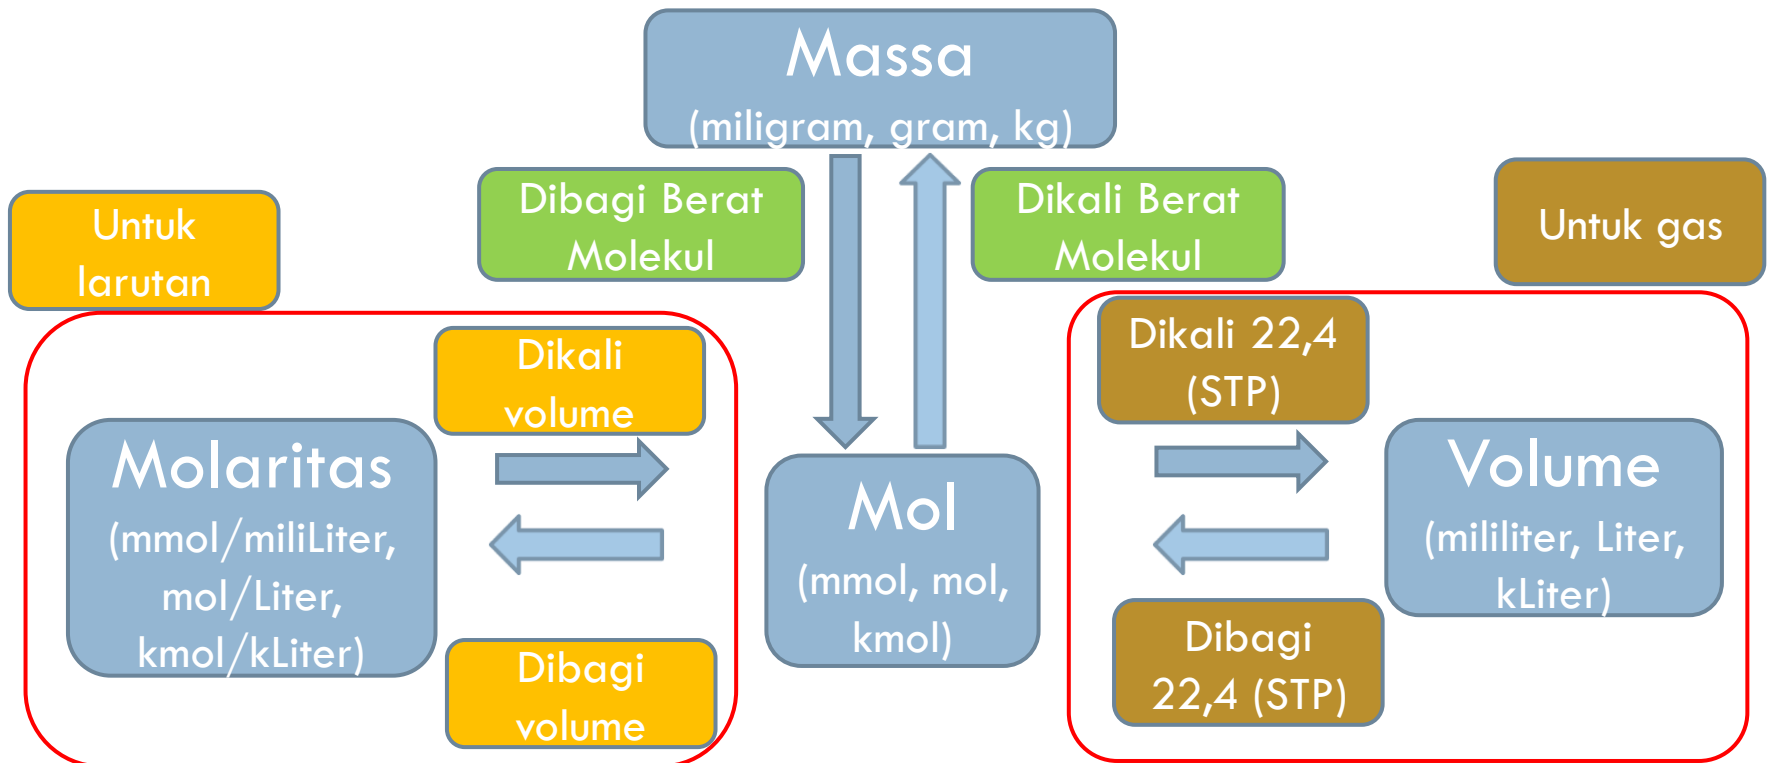 Massa
(miligram, gram, kg)
Dibagi Berat
Molekul
Dikali Berat
Molekul
Untuk
larutan
Untuk gas
Dikali
volume
Dikali 22,4
(STP)
Molaritas
(mmol/miliLiter,
mol/Liter,
kmol/kLiter)
Mol
(mmol, mol,
kmol)
Volume
(mililiter, Liter,
kLiter)
Dibagi
volume
Dibagi
22,4 (STP)